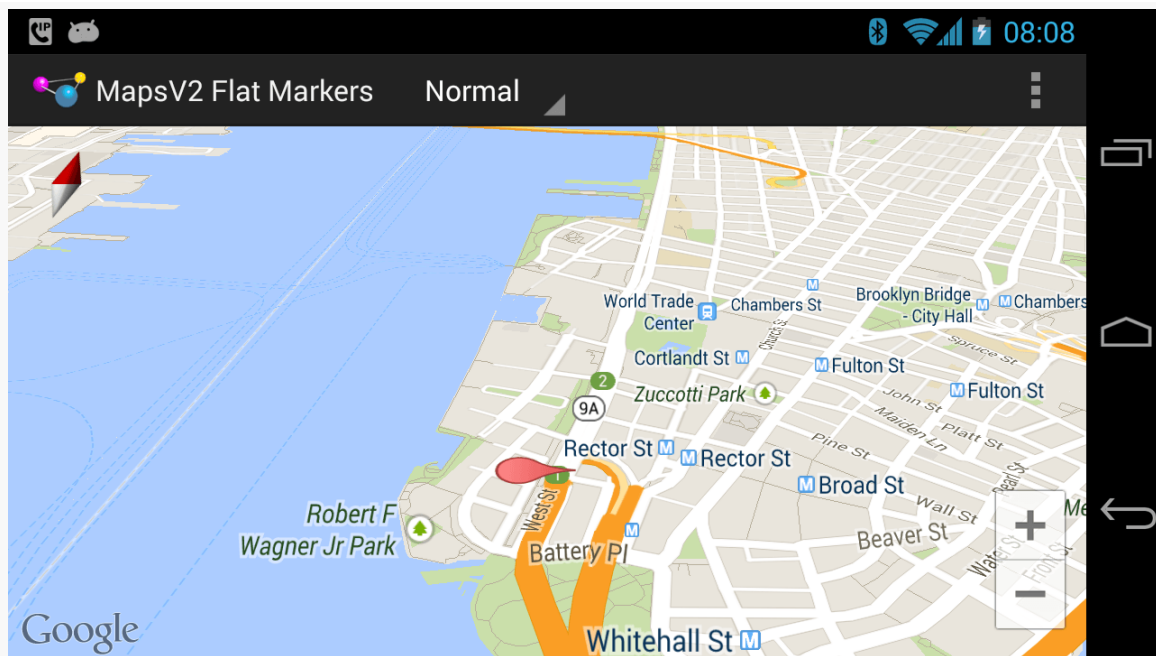 08:08
MapsV2 Flat Markers
Normal
World Trade
Center
Chambers St
Brooklyn Bridge
- City Hall
Chambers
Church S
Cortlandt St
Spruce St
Fulton St
2
Zuccotti Park
Fulton St
9A
John St
Maiden Ln
Platt St
Pine St
Rector St
Rector St
1
Broad St
Pearl St
West St
Wall St
Me
Robert F
Wagner Jr Park
Beaver St
Battery Pl
Water St
Front St
Google
Whitehall St